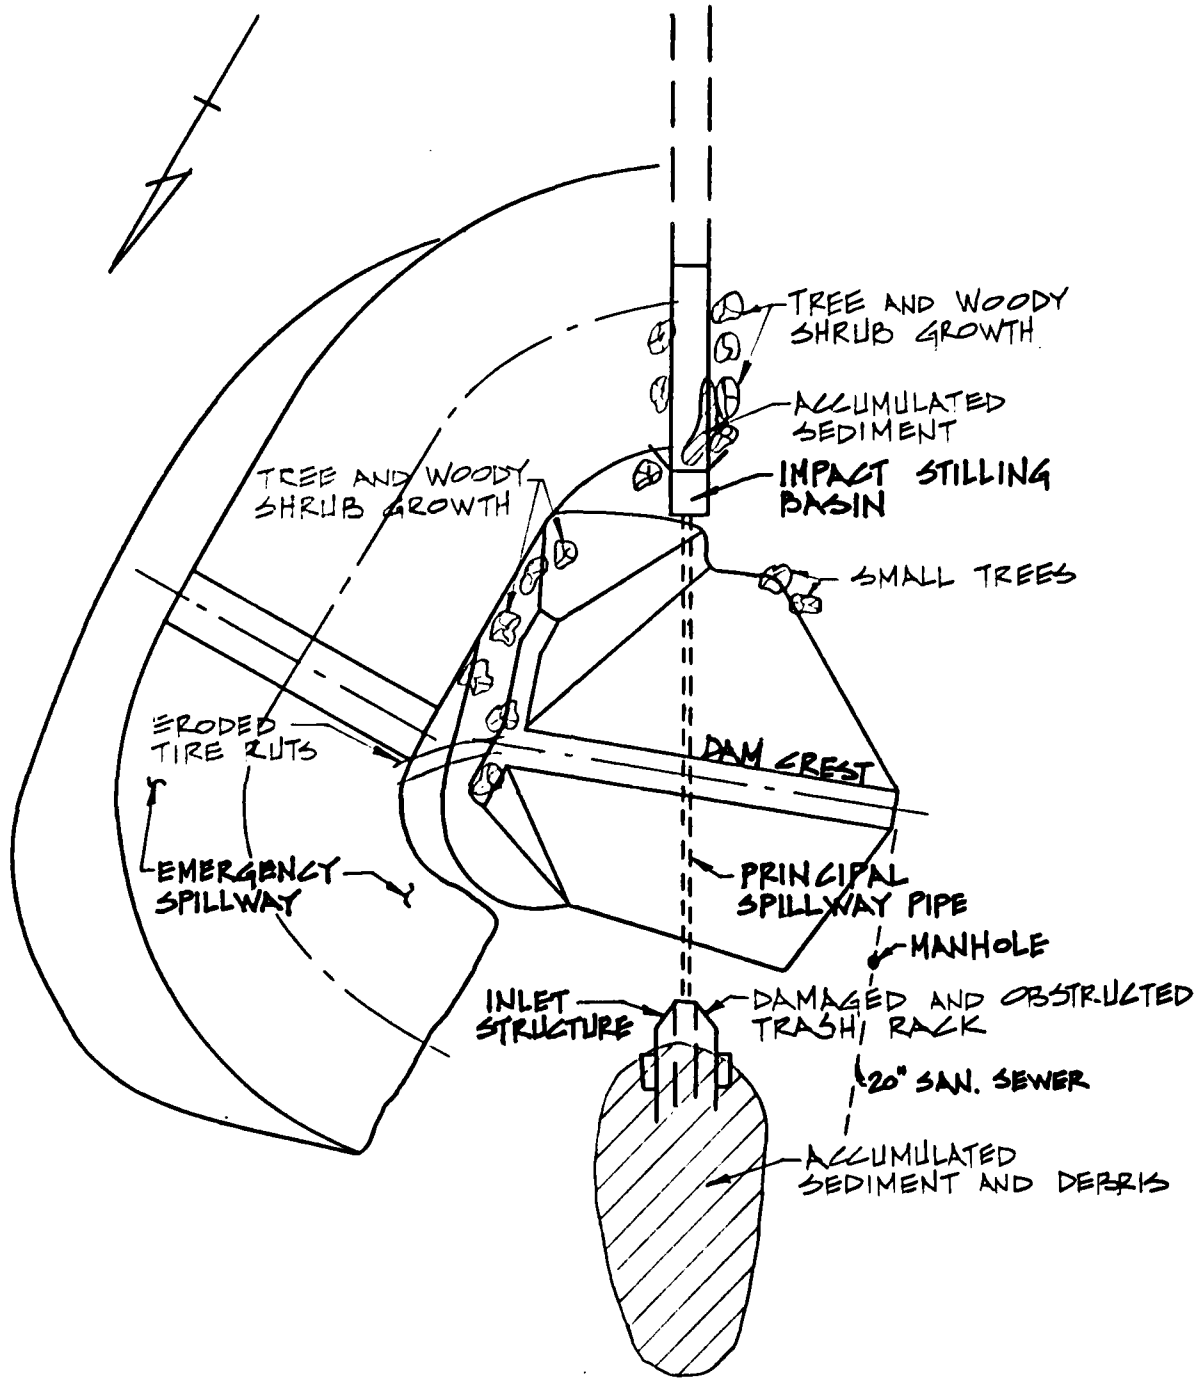 TREE AND WOODY
SHRUB GROWTH
ACCUMULATED
SEDIMENT
TREE AND WOODY
SHRUB GROWTH
IMPACT STILLING
BASIN
SMALL TREES
ERODED
TIRE RUTS
DAM CREST
EMERGENCY
SPILLWAY
PRINCIPAL
SPILLWAY PIPE
MANHOLE
INLET
STRUCTURE
DAMAGED AND OBSTRUCTED
TRASH RACK
20" SAN. SEWER
ACCUMULATED
SEDIMENT AND DEBRIS